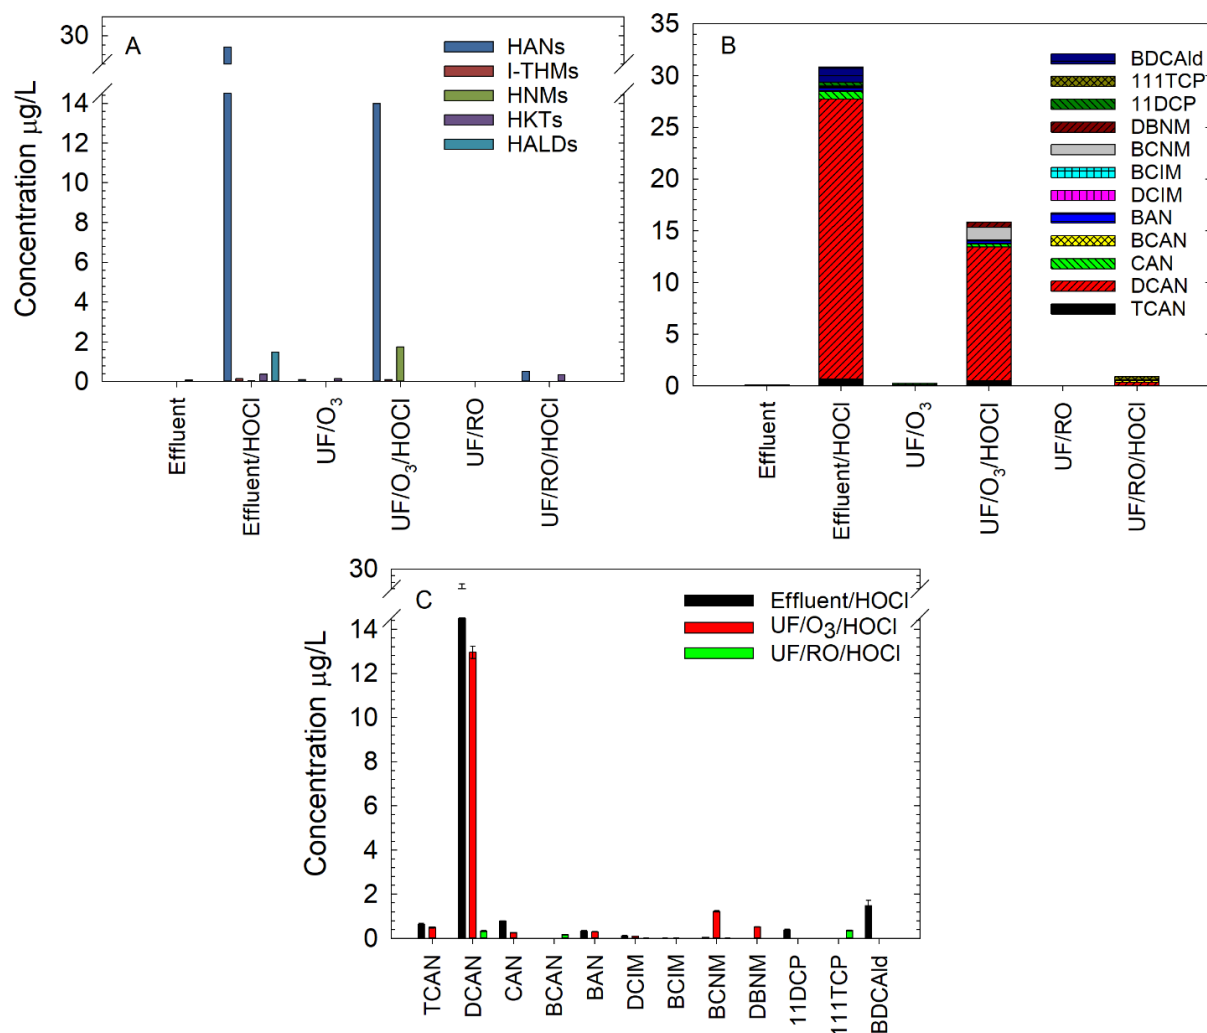 A
Concentration µg/L
30
14
12
10
8
6
4
2
0
HANs
I-THMs
HNMs
HKTs
HALDs
Effluent
Effluent/HOCl
UF/O3
UF/O3/HOCl
UF/RO
UF/RO/HOCl
B
35
30
25
20
15
10
5
0
BDCAld
111TCP
11DCP
DBNM
BCNM
BCIM
DCIM
BAN
BCAN
CAN
DCAN
TCAN
Effluent
Effluent/HOCl
UF/O3
UF/O3/HOCl
UF/RO
UF/RO/HOCl
C
Concentration µg/L
30
14
12
10
8
6
4
2
0
Effluent/HOCl
UF/O3/HOCl
UF/RO/HOCl
TCAN
DCAN
CAN
BCAN
BAN
DCIM
BCIM
BCNM
DBNM
11DCP
111TCP
BDCAld